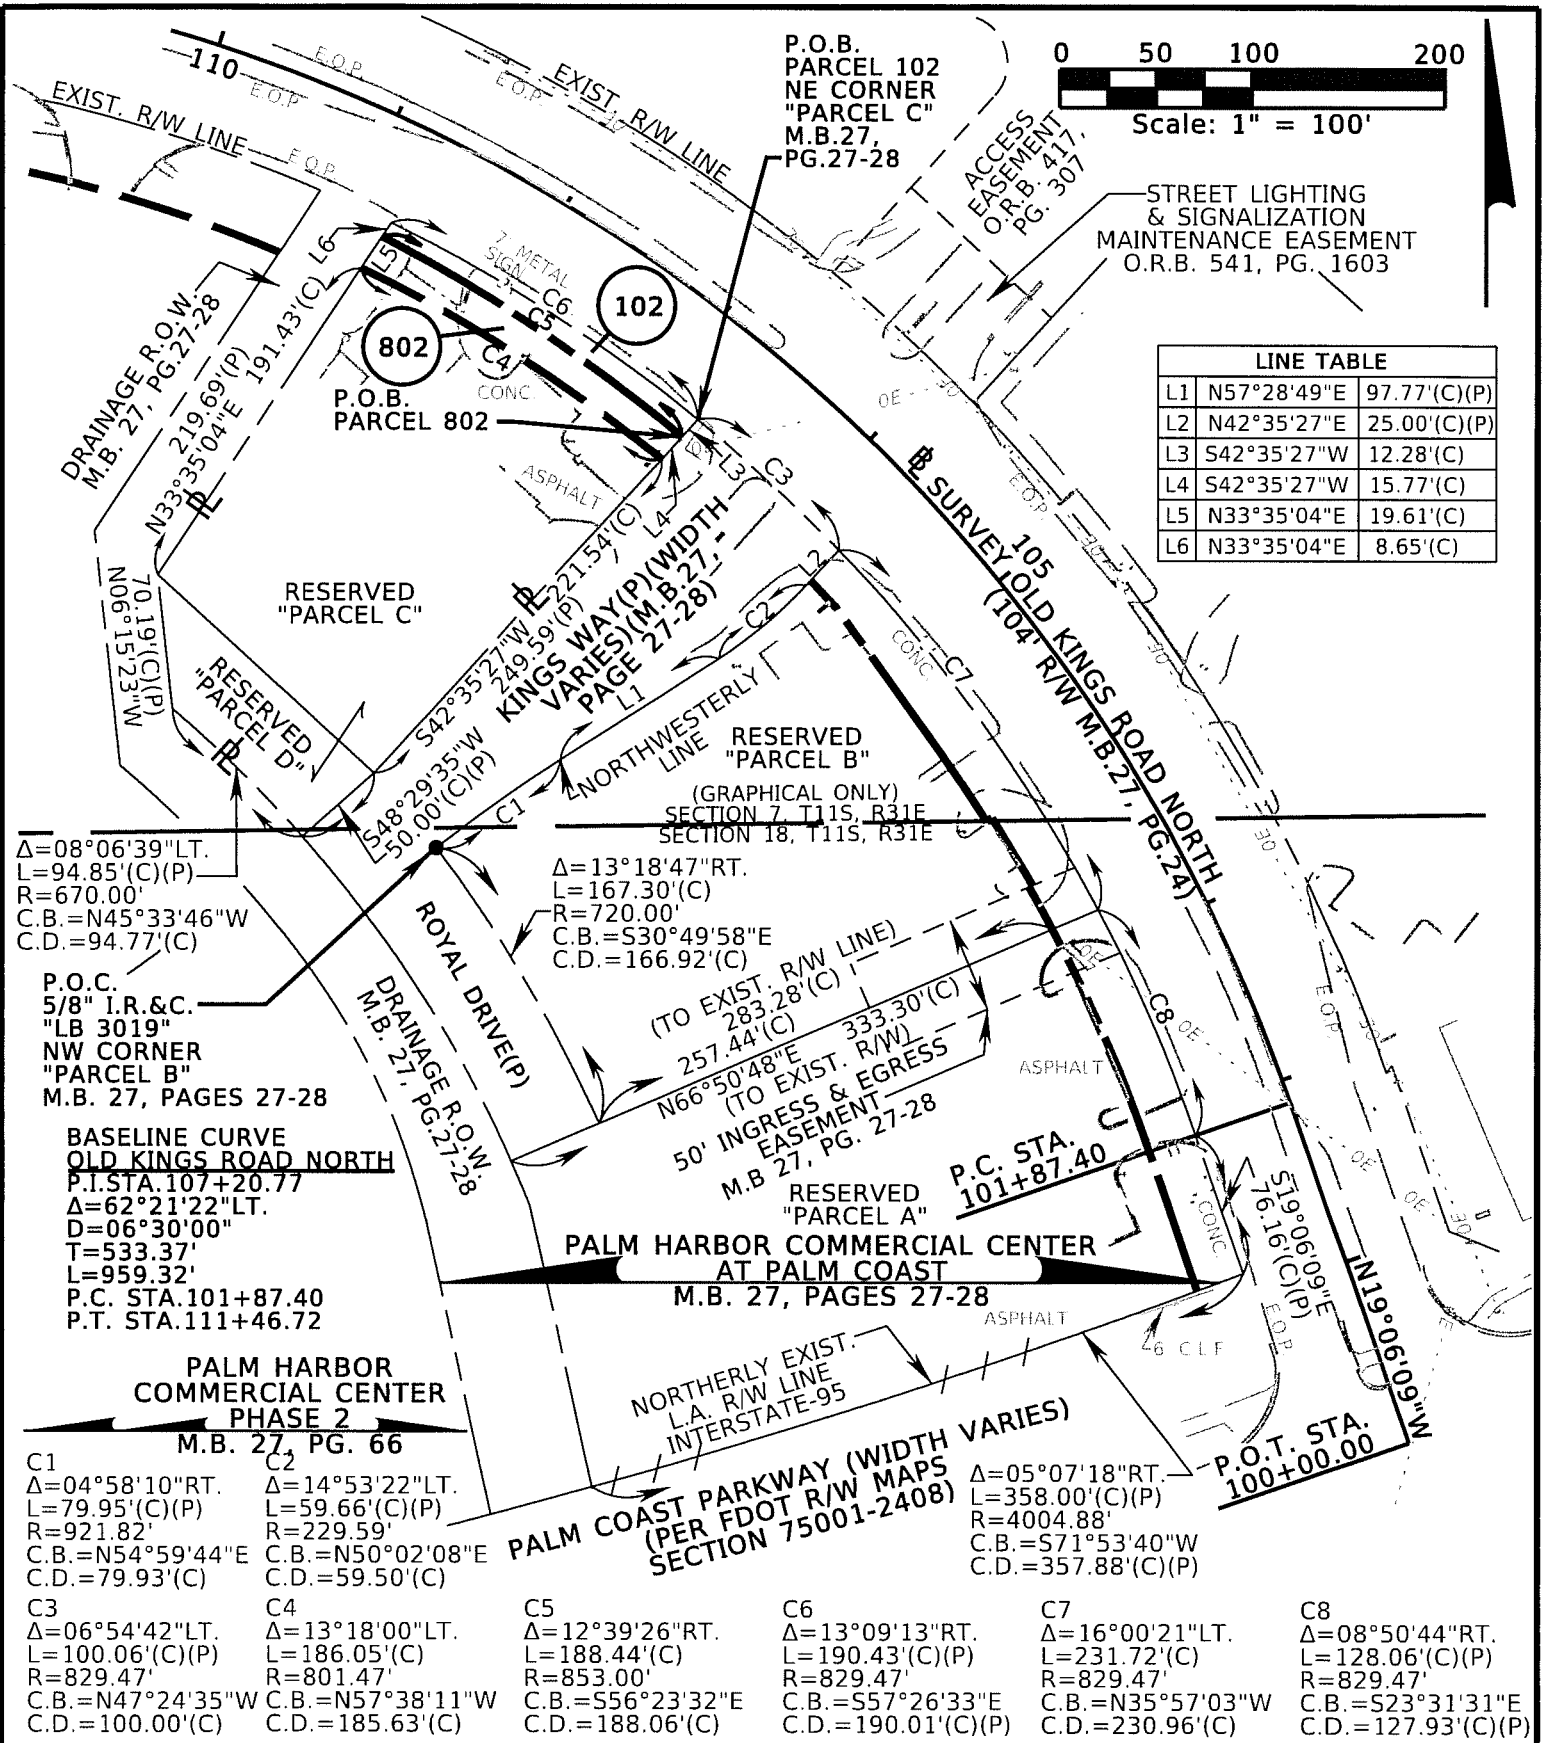 P.O.B.
PARCEL 102
NE CORNER
"PARCEL C"
M.B.27,
PG.27-28
0 50 100 200
Scale: 1" = 100'
110
E.O.P.
E.O.P
EXIST. R/W LINE
E.O.P
E.O.P.
EXIST. R/W LINE
ACCESS
EASEMENT
O.R.B. 417,
PG. 307
STREET LIGHTING
& SIGNALIZATION
MAINTENANCE EASEMENT
O.R.B. 541, PG. 1603
LINE TABLE
L1 N57°28'49"E 97.77'(C)(P)
L2 N42°35'27"E 25.00'(C)(P)
L3 S42°35'27"W 12.28'(C)
L4 S42°35'27"W 15.77'(C)
L5 N33°35'04"E 19.61'(C)
L6 N33°35'04"E 8.65'(C)
L6
L5
METAL
SIGN
C6
C5
C4
102
802
CONC.
P.O.B.
PARCEL 802
DRAINAGE R.O.W.
M.B. 27, PG.27-28
219.69'(P)
191.43'(C)
N33°35'04"E
ASPHALT
L3
C3
L4
OE
OE
E.O.P.
OE
RESERVED
"PARCEL C"
221.54'(C)
S42°35'27"W
249.59'(P)
KINGS WAY(P)(WIDTH
VARIES)(M.B.27,
PAGE 27-28)
L2
C2
L1
C1
105
SURVEY OLD KINGS ROAD NORTH
(104' R/W M.B.27, PG.24)
CONC.
C7
70.19'(C)(P)
N06°15'23"W
RESERVED
"PARCEL D"
S48°29'35"W
50.00'(C)(P)
NORTHWESTERLY
LINE
RESERVED
"PARCEL B"
(GRAPHICAL ONLY)
SECTION 7, T11S, R31E
SECTION 18, T11S, R31E
Δ=08°06'39"LT.
L=94.85'(C)(P)
R=670.00'
C.B.=N45°33'46"W
C.D.=94.77'(C)
Δ=13°18'47"RT.
L=167.30'(C)
R=720.00'
C.B.=S30°49'58"E
C.D.=166.92'(C)
P.O.C.
5/8" I.R.&C.
"LB 3019"
NW CORNER
"PARCEL B"
M.B. 27, PAGES 27-28
ROYAL DRIVE(P)
DRAINAGE R.O.W.
M.B. 27, PG.27-28
(TO EXIST. R/W LINE)
283.28'(C)
257.44'(C) 333.30'(C)
N66°50'48"E
(TO EXIST. R/W)
50' INGRESS & EGRESS
EASEMENT
M.B 27, PG. 27-28
C8
OE
E.O.P.
ASPHALT
BASELINE CURVE
OLD KINGS ROAD NORTH
P.I.STA.107+20.77
Δ=62°21'22"LT.
D=06°30'00"
T=533.37'
L=959.32'
P.C. STA.101+87.40
P.T. STA.111+46.72
P.C. STA.
101+87.40
RESERVED
"PARCEL A"
CONC.
S19°06'09"E
76.16'(C)(P)
OE
OE
PALM HARBOR COMMERCIAL CENTER
AT PALM COAST
M.B. 27, PAGES 27-28
ASPHALT
6 CLF
E.O.P.
N19°06'09"W
P.O.T. STA.
100+00.00
PALM HARBOR
COMMERCIAL CENTER
PHASE 2
M.B. 27, PG. 66
NORTHERLY EXIST.
L.A. R/W LINE
INTERSTATE-95
PALM COAST PARKWAY (WIDTH VARIES)
(PER FDOT R/W MAPS
SECTION 75001-2408)
Δ=05°07'18"RT.
L=358.00'(C)(P)
R=4004.88'
C.B.=S71°53'40"W
C.D.=357.88'(C)(P)
C1
Δ=04°58'10"RT.
L=79.95'(C)(P)
R=921.82'
C.B.=N54°59'44"E
C.D.=79.93'(C)
C2
Δ=14°53'22"LT.
L=59.66'(C)(P)
R=229.59'
C.B.=N50°02'08"E
C.D.=59.50'(C)
C3
Δ=06°54'42"LT.
L=100.06'(C)(P)
R=829.47'
C.B.=N47°24'35"W
C.D.=100.00'(C)
C4
Δ=13°18'00"LT.
L=186.05'(C)
R=801.47'
C.B.=N57°38'11"W
C.D.=185.63'(C)
C5
Δ=12°39'26"RT.
L=188.44'(C)
R=853.00'
C.B.=S56°23'32"E
C.D.=188.06'(C)
C6
Δ=13°09'13"RT.
L=190.43'(C)(P)
R=829.47'
C.B.=S57°26'33"E
C.D.=190.01'(C)(P)
C7
Δ=16°00'21"LT.
L=231.72'(C)
R=829.47'
C.B.=N35°57'03"W
C.D.=230.96'(C)
C8
Δ=08°50'44"RT.
L=128.06'(C)(P)
R=829.47'
C.B.=S23°31'31"E
C.D.=127.93'(C)(P)